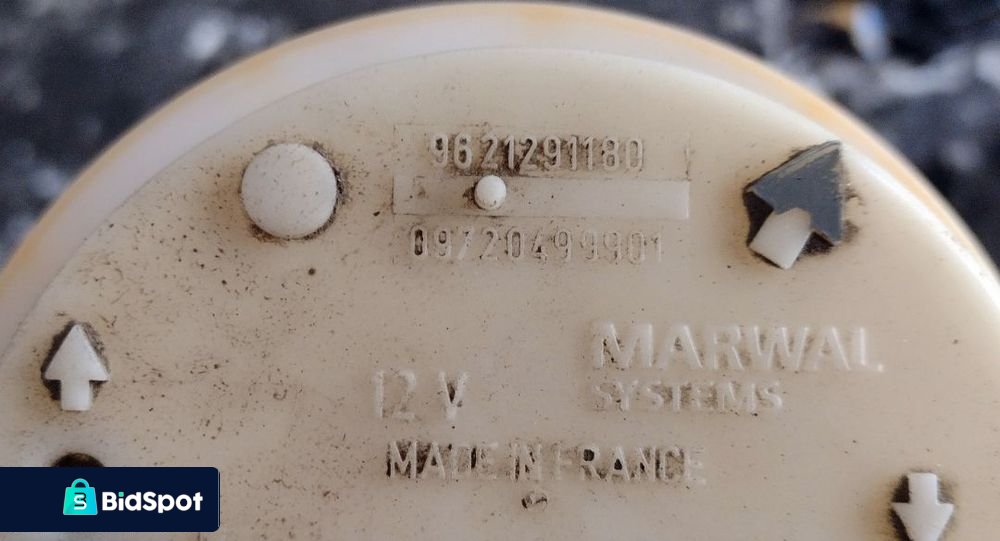 9621291180
09720499901
MARWAL
SYSTEMS
12 V
MADE IN FRANCE
BidSpot